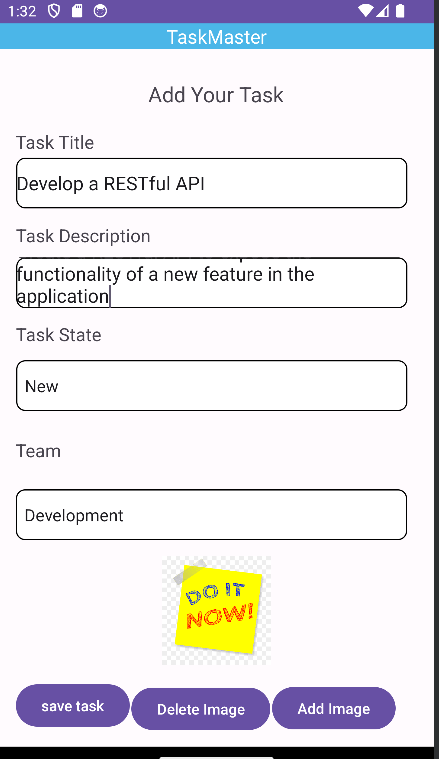 1:32
TaskMaster
Add Your Task
Task Title
Develop a RESTful API
Task Description
functionality of a new feature in the
application
Task State
New
Team
Development
DO IT
NOW!
save task
Delete Image
Add Image